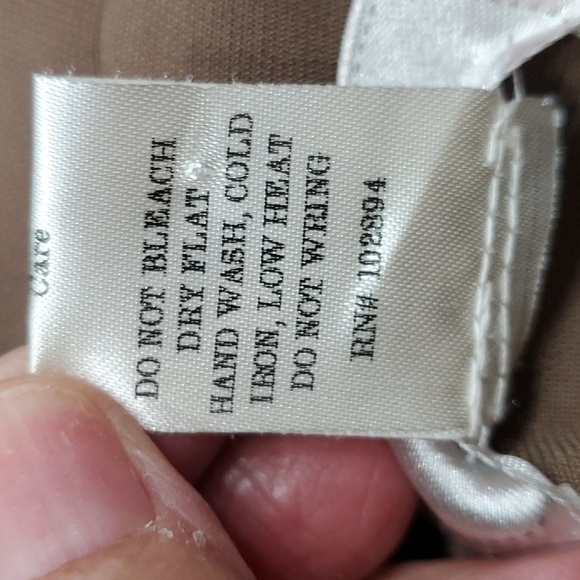 Care
DO NOT BLEACH
DRY FLAT
HAND WASH, COLD
IRON, LOW HEAT
DO NOT WRING
RN# 102894